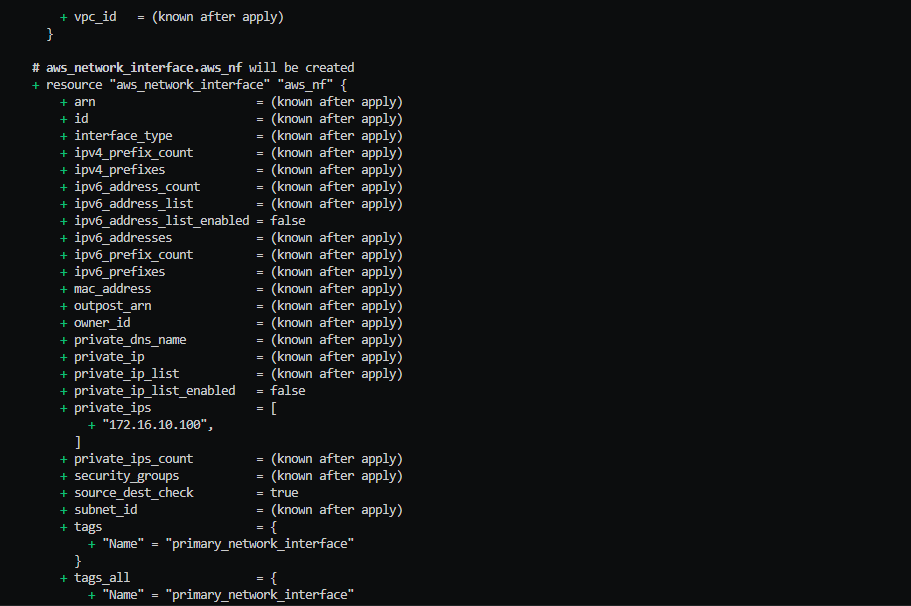 + vpc_id   = (known after apply)
}
# aws_network_interface.aws_nf will be created
+ resource "aws_network_interface" "aws_nf" {
+ arn                       = (known after apply)
+ id                        = (known after apply)
+ interface_type            = (known after apply)
+ ipv4_prefix_count         = (known after apply)
+ ipv4_prefixes             = (known after apply)
+ ipv6_address_count        = (known after apply)
+ ipv6_address_list         = (known after apply)
+ ipv6_address_list_enabled = false
+ ipv6_addresses            = (known after apply)
+ ipv6_prefix_count         = (known after apply)
+ ipv6_prefixes             = (known after apply)
+ mac_address               = (known after apply)
+ outpost_arn               = (known after apply)
+ owner_id                  = (known after apply)
+ private_dns_name          = (known after apply)
+ private_ip                = (known after apply)
+ private_ip_list           = (known after apply)
+ private_ip_list_enabled   = false
+ private_ips               = [
+ "172.16.10.100",
]
+ private_ips_count         = (known after apply)
+ security_groups           = (known after apply)
+ source_dest_check         = true
+ subnet_id                 = (known after apply)
+ tags                      = {
+ "Name" = "primary_network_interface"
}
+ tags_all                  = {
+ "Name" = "primary_network_interface"